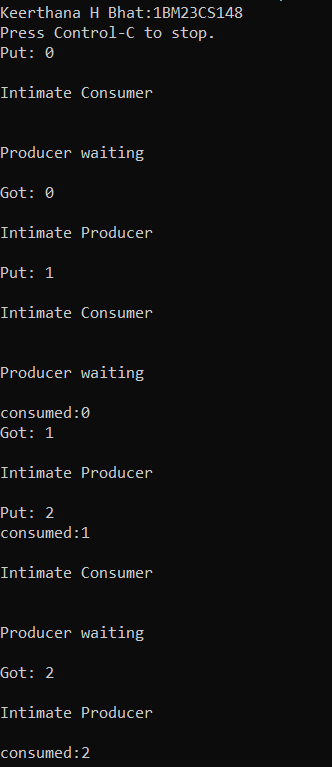 Keerthana H Bhat:1BM23CS148
Press Control-C to stop.
Put: 0
Intimate Consumer
Producer waiting
Got: 0
Intimate Producer
Put: 1
Intimate Consumer
Producer waiting
consumed:0
Got: 1
Intimate Producer
Put: 2
consumed:1
Intimate Consumer
Producer waiting
Got: 2
Intimate Producer
consumed:2